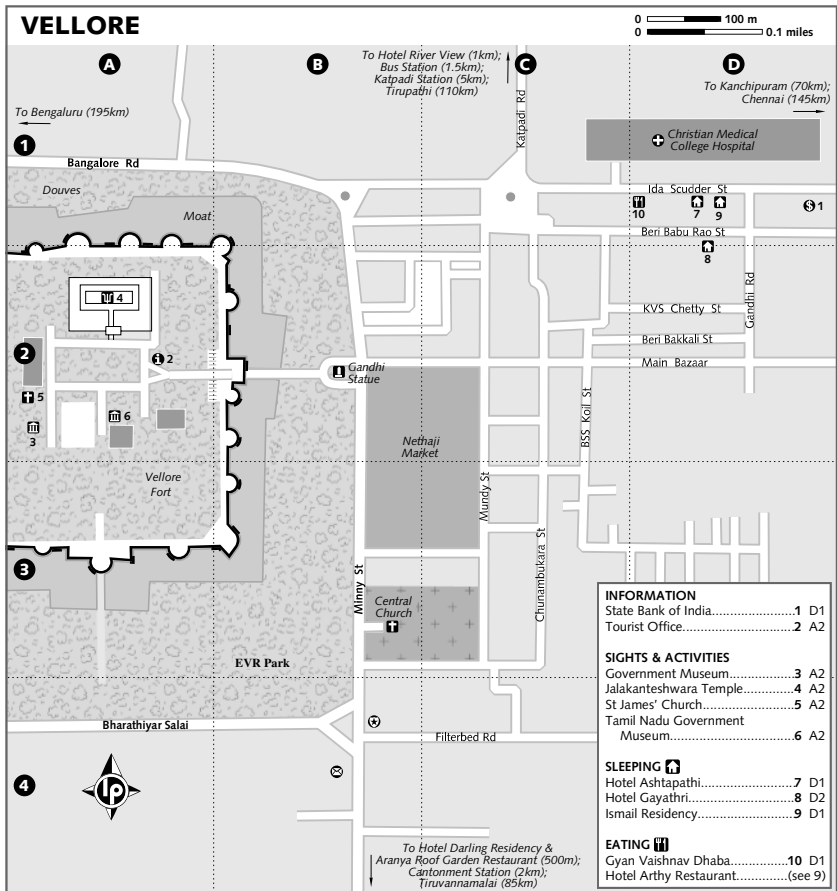 VELLORE
0 100 m
0 0.1 miles
A
B
C
D
To Hotel River View (1km);
Bus Station (1.5km);
Katpadi Station (5km);
Tirupathi (110km)
To Kanchipuram (70km);
Chennai (145km)
To Bengaluru (195km)
Katpadi Rd
1
Christian Medical
College Hospital
Bangalore Rd
Douves
Ida Scudder St
Moat
10
7
9
1
Beri Babu Rao St
8
4
Gandhi Rd
KVS Chetty St
Beri Bakkali St
2
2
Main Bazaar
Gandhi
Statue
5
6
3
BSS Koil St
Nethaji
Market
Vellore
Fort
Mundy St
3
Chunambukara St
Minny St
Central
Church
EVR Park
Bharathiyar Salai
Filterbed Rd
4
lp
To Hotel Darling Residency &
Aranya Roof Garden Restaurant (500m);
Cantonment Station (2km);
Tiruvannamalai (85km)
INFORMATION
State Bank of India..............1 D1
Tourist Office......................2 A2
SIGHTS & ACTIVITIES
Government Museum..........3 A2
Jalakanteshwara Temple......4 A2
St James' Church.................5 A2
Tamil Nadu Government
Museum..........................6 A2
SLEEPING
Hotel Ashtapathi..................7 D1
Hotel Gayathri.....................8 D2
Ismail Residency..................9 D1
EATING
Gyan Vaishnav Dhaba........10 D1
Hotel Arthy Restaurant..........(see 9)